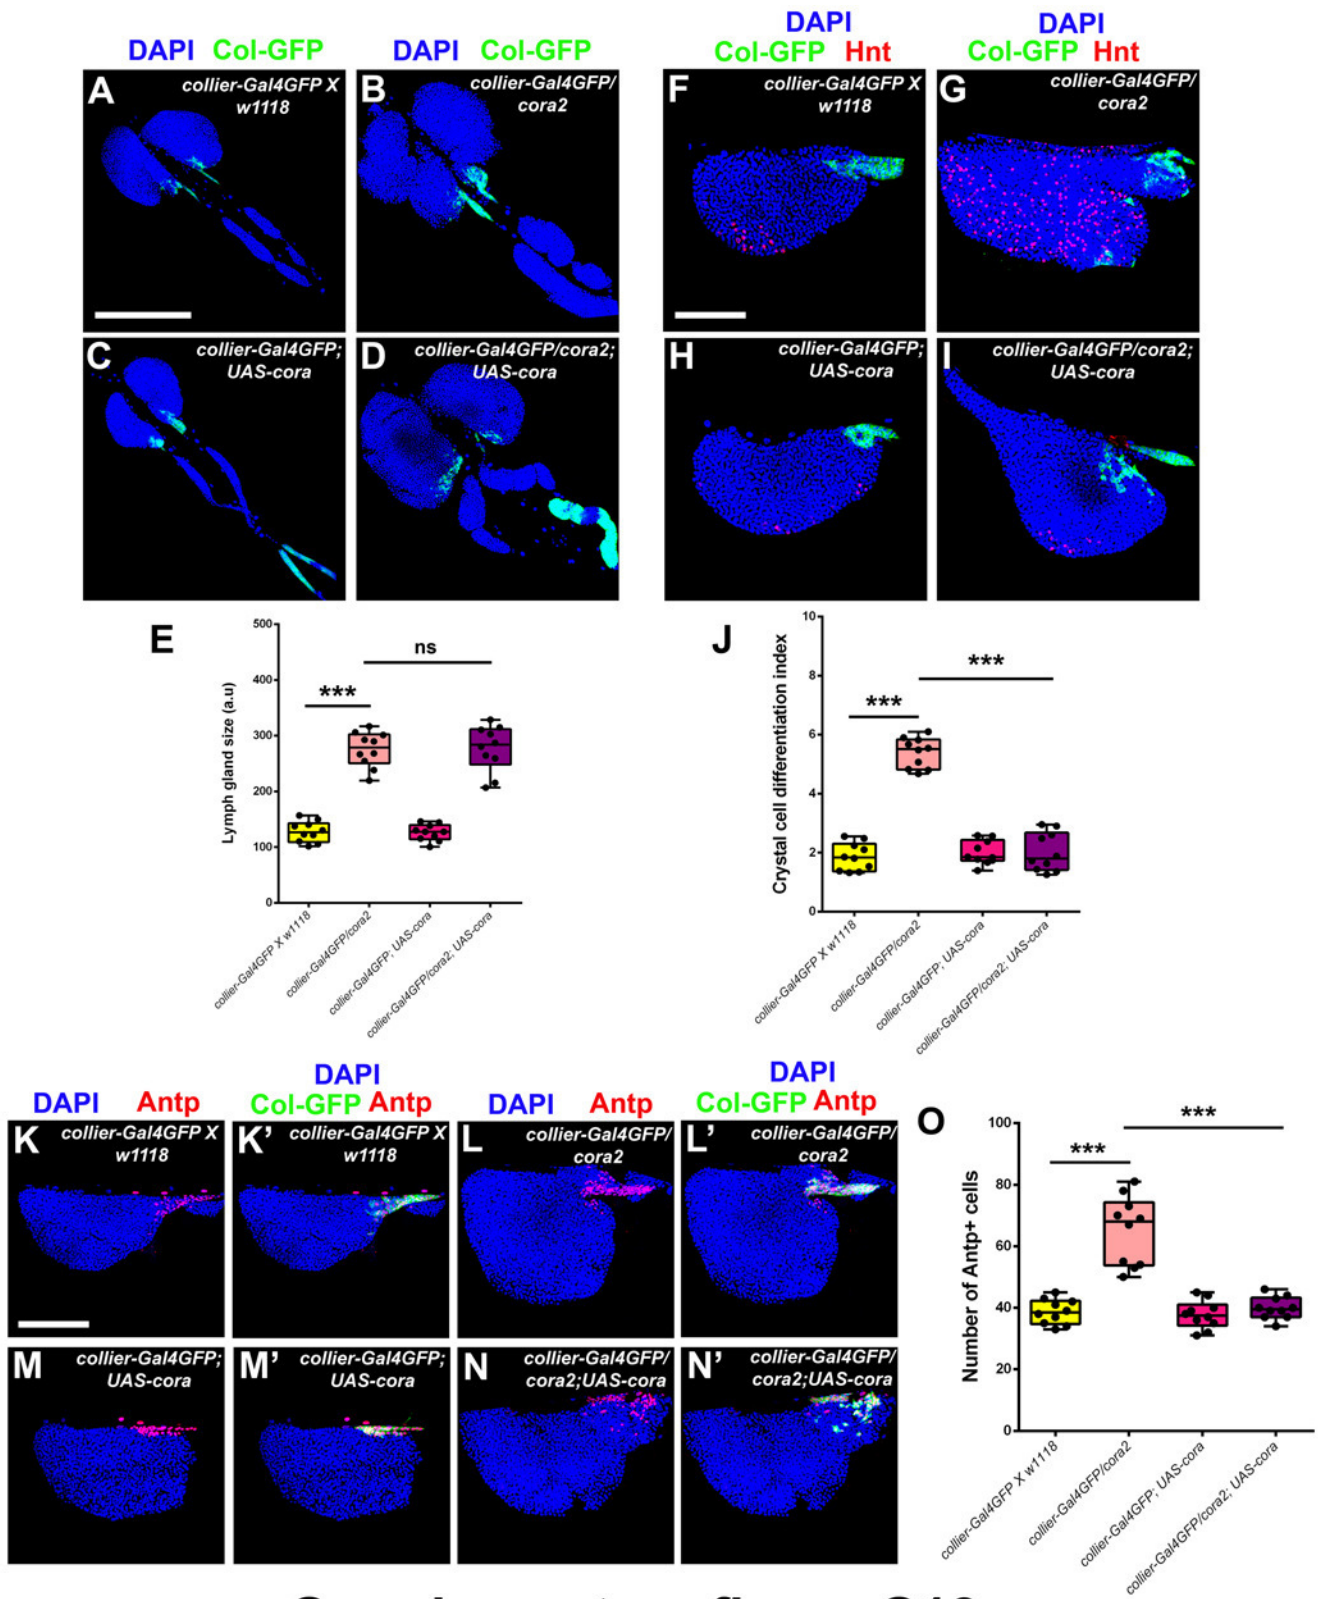 DAPI Col-GFP
DAPI Col-GFP
DAPI
Col-GFP Hnt
DAPI
Col-GFP Hnt
A
collier-Gal4GFP X
w1118
B
collier-Gal4GFP/
cora2
F
collier-Gal4GFP X
w1118
G
collier-Gal4GFP/
cora2
C
collier-Gal4GFP;
UAS-cora
D
collier-Gal4GFP/cora2;
UAS-cora
H
collier-Gal4GFP;
UAS-cora
I
collier-Gal4GFP/cora2;
UAS-cora
E
Lymph gland size (a.u)
500
400
300
200
100
0
***
ns
collier-Gal4GFP X w1118
collier-Gal4GFP/cora2
collier-Gal4GFP; UAS-cora
collier-Gal4GFP/cora2; UAS-cora
J
Crystal cell differentiation index
10
8
6
4
2
0
***
***
collier-Gal4GFP X w1118
collier-Gal4GFP/cora2
collier-Gal4GFP; UAS-cora
collier-Gal4GFP/cora2; UAS-cora
DAPI Antp
DAPI
Col-GFP Antp
DAPI Antp
DAPI
Col-GFP Antp
K
collier-Gal4GFP X
w1118
K'
collier-Gal4GFP X
w1118
L
collier-Gal4GFP/
cora2
L'
collier-Gal4GFP/
cora2
M
collier-Gal4GFP;
UAS-cora
M'
collier-Gal4GFP;
UAS-cora
N
collier-Gal4GFP/
cora2;UAS-cora
N'
collier-Gal4GFP/
cora2;UAS-cora
O
Number of Antp+ cells
100
80
60
40
20
0
***
***
collier-Gal4GFP X w1118
collier-Gal4GFP/cora2
collier-Gal4GFP; UAS-cora
collier-Gal4GFP/cora2; UAS-cora